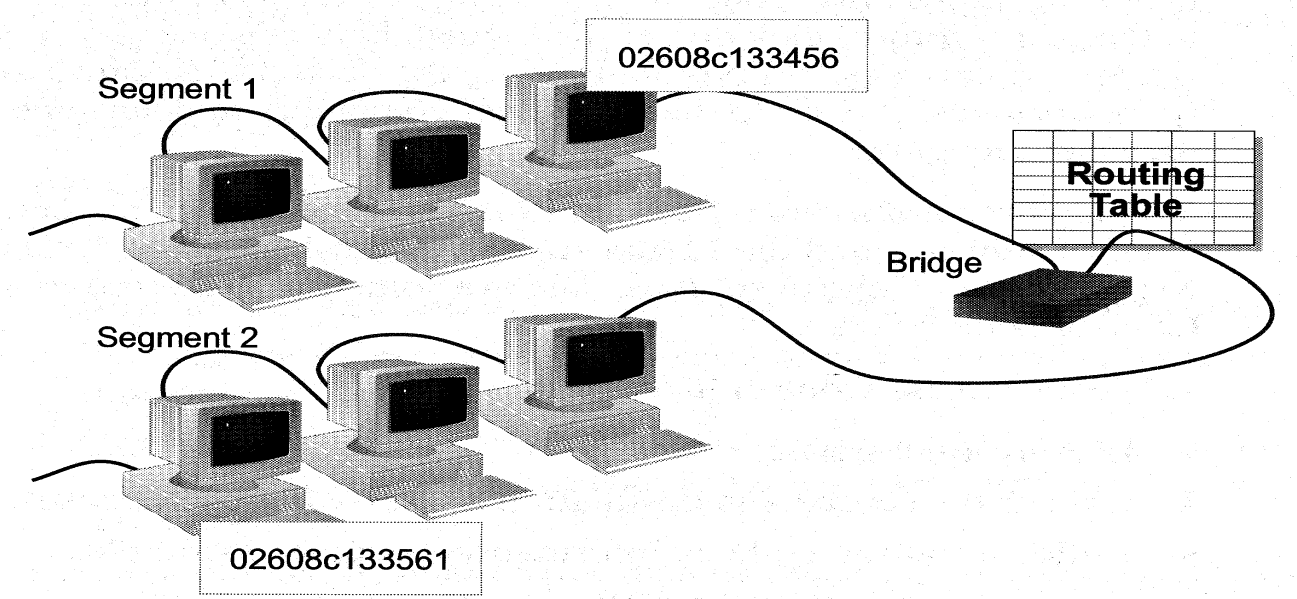 02608c133456
Segment 1
Routing
Table
Bridge
Segment 2
02608c133561